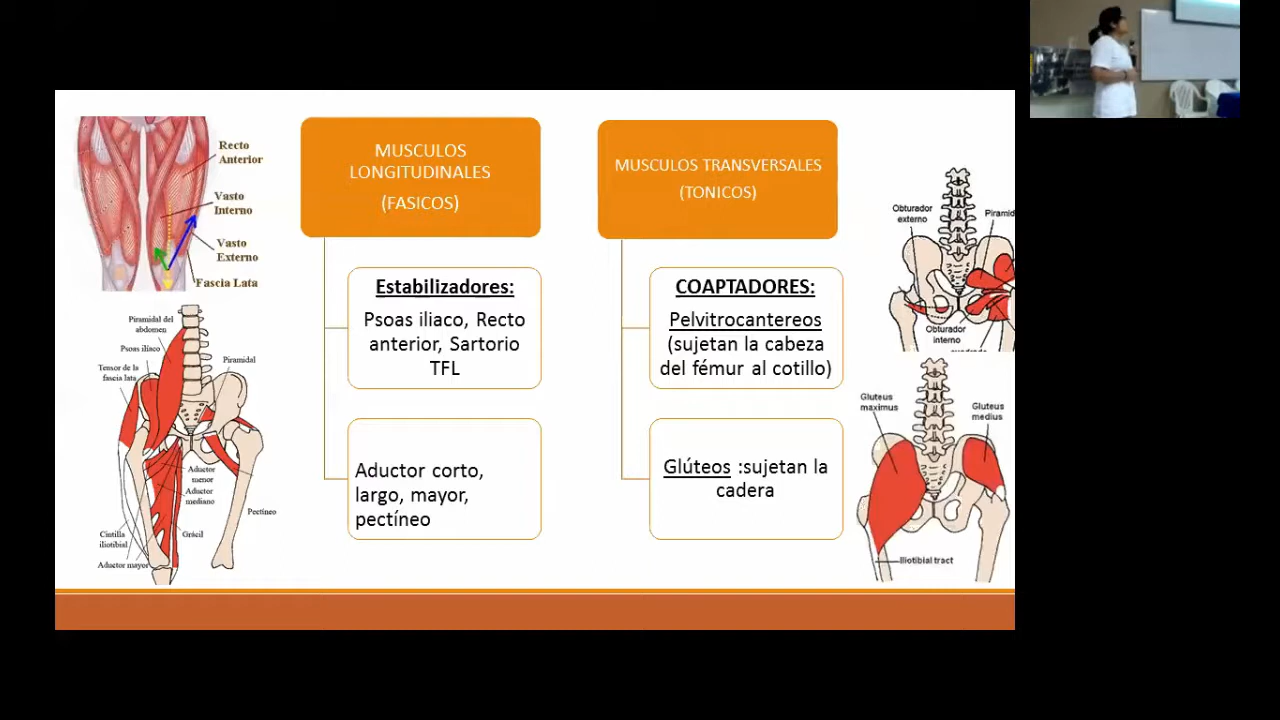 Recto
Anterior
Vasto
Interno
Vasto
Externo
Fascia Lata
Piramidal del
abdomen
Psoas ilíaco
Tensor de la
fascia lata
Piramidal
Aductor
menor
Aductor
mediano
Pectíneo
Grácil
Cintilla
iliotibial
Aductor mayor
MUSCULOS
LONGITUDINALES
(FASICOS)
Estabilizadores:
Psoas iliaco, Recto
anterior, Sartorio
TFL
Aductor corto,
largo, mayor,
pectíneo
MUSCULOS TRANSVERSALES
(TONICOS)
COAPTADORES:
Pelvitrocantereos
(sujetan la cabeza
del fémur al cotillo)
Glúteos :sujetan la
cadera
Obturador
externo
Piramid
Obturador
interno
Gluteus
maximus
Gluteus
medius
Iliotibial tract